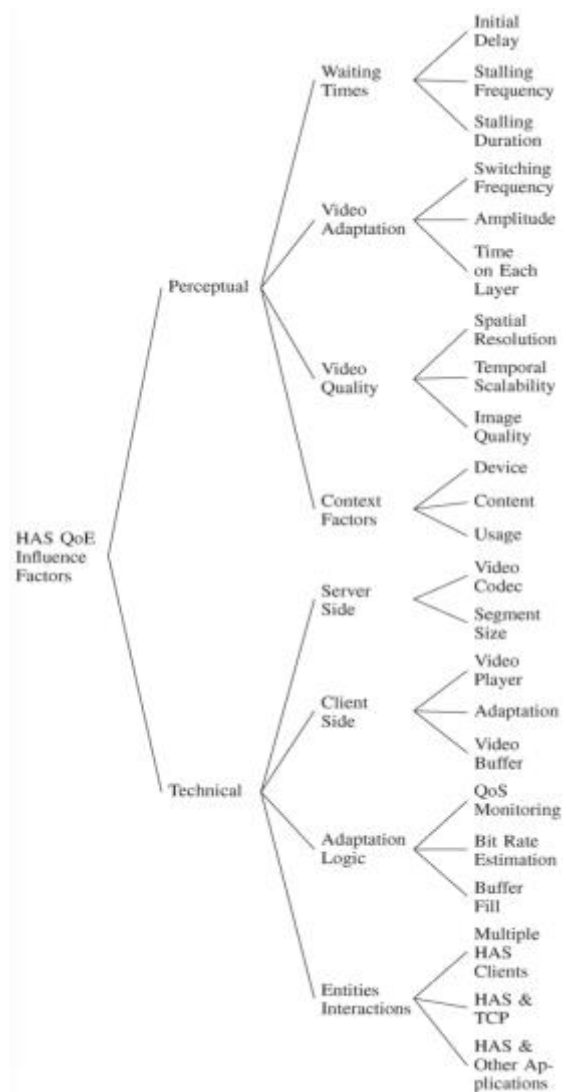 Initial
Delay
Waiting
Times
Stalling
Frequency
Stalling
Duration
Switching
Frequency
Video
Adaptation
Amplitude
Time
on Each
Layer
Perceptual
Spatial
Resolution
Video
Quality
Temporal
Scalability
Image
Quality
Device
Context
Factors
Content
Usage
HAS QoE
Influence
Factors
Video
Codec
Server
Side
Segment
Size
Video
Player
Client
Side
Adaptation
Video
Buffer
Technical
QoS
Monitoring
Adaptation
Logic
Bit Rate
Estimation
Buffer
Fill
Multiple
HAS
Clients
Entities
Interactions
HAS &
TCP
HAS &
Other Ap-
plications